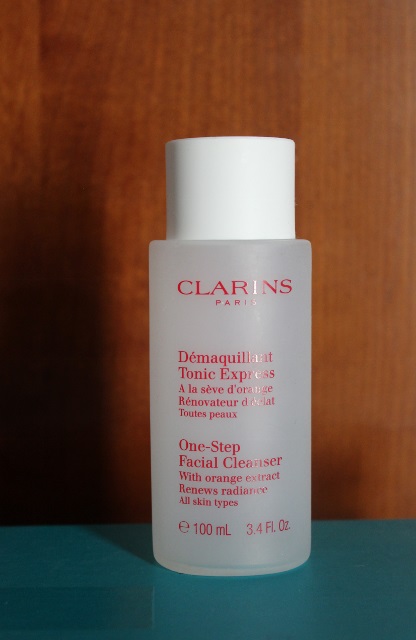 CLARINS
PARIS
Démaquillant
Tonic Express
A la sève d'orange
Rénovateur d'éclat
Toutes peaux
One-Step
Facial Cleanser
With orange extract
Renews radiance
All skin types
℮ 100 mL 3.4 Fl. Oz.